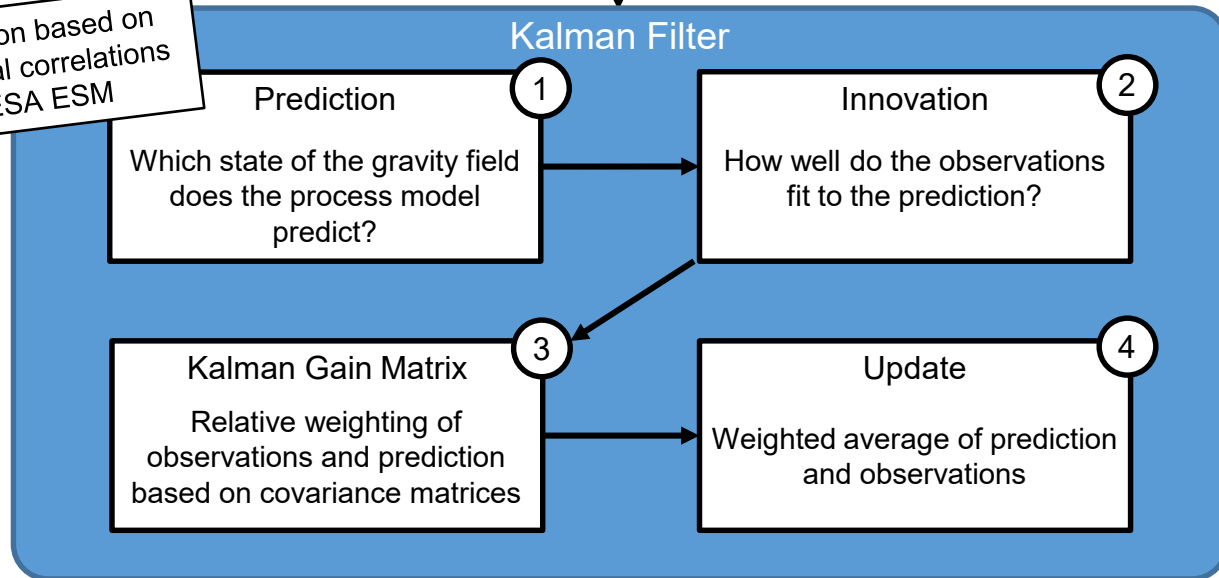 on based on
al correlations
ESA ESM
Kalman Filter
Prediction
1
Which state of the gravity field
does the process model
predict?
Innovation
2
How well do the observations
fit to the prediction?
Kalman Gain Matrix
3
Relative weighting of
observations and prediction
based on covariance matrices
Update
4
Weighted average of prediction
and observations